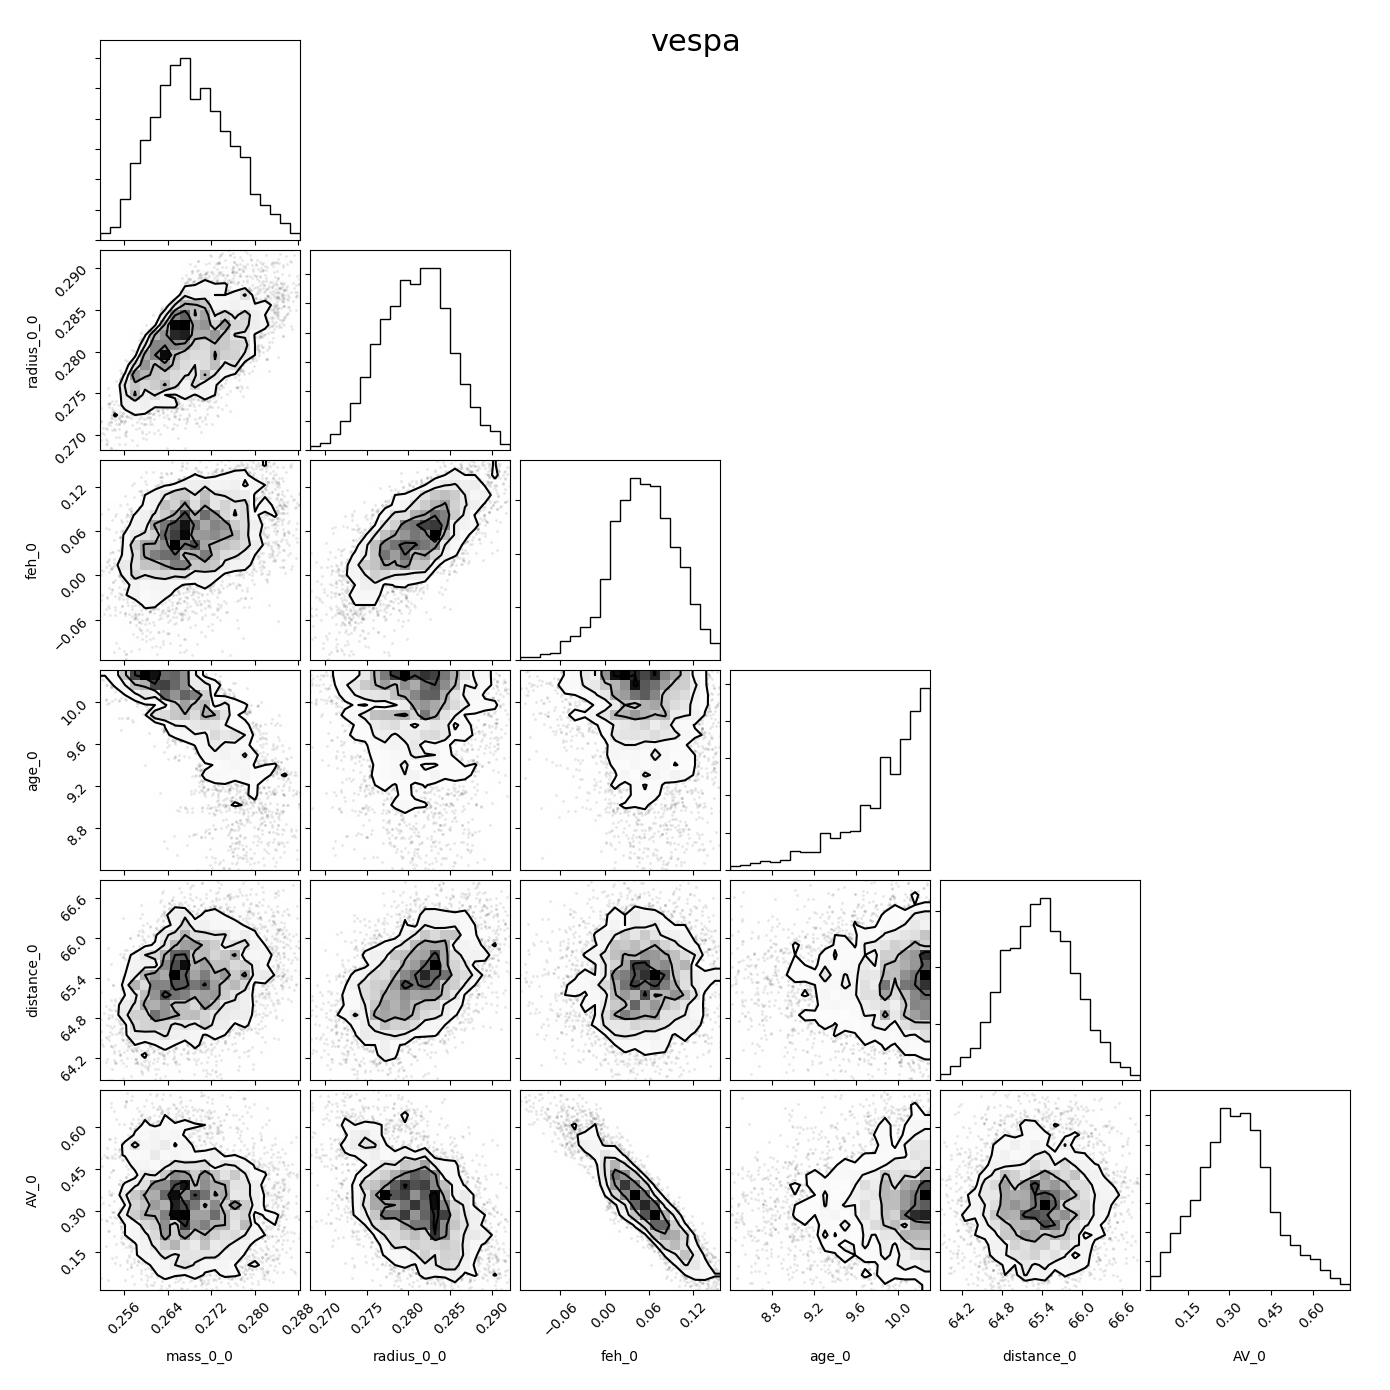 vespa
0.290
0.285
0.280
0.275
0.270
radius_0_0
0.12
0.06
0.00
−0.06
feh_0
10.0
9.6
9.2
8.8
age_0
66.6
66.0
65.4
64.8
64.2
distance_0
0.60
0.45
0.30
0.15
AV_0
0.256 0.264 0.272 0.280 0.288 0.270 0.275 0.280 0.285 0.290 −0.06 0.00 0.06 0.12 8.8 9.2 9.6 10.0 64.2 64.8 65.4 66.0 66.6 0.15 0.30 0.45 0.60
mass_0_0 radius_0_0 feh_0 age_0 distance_0 AV_0